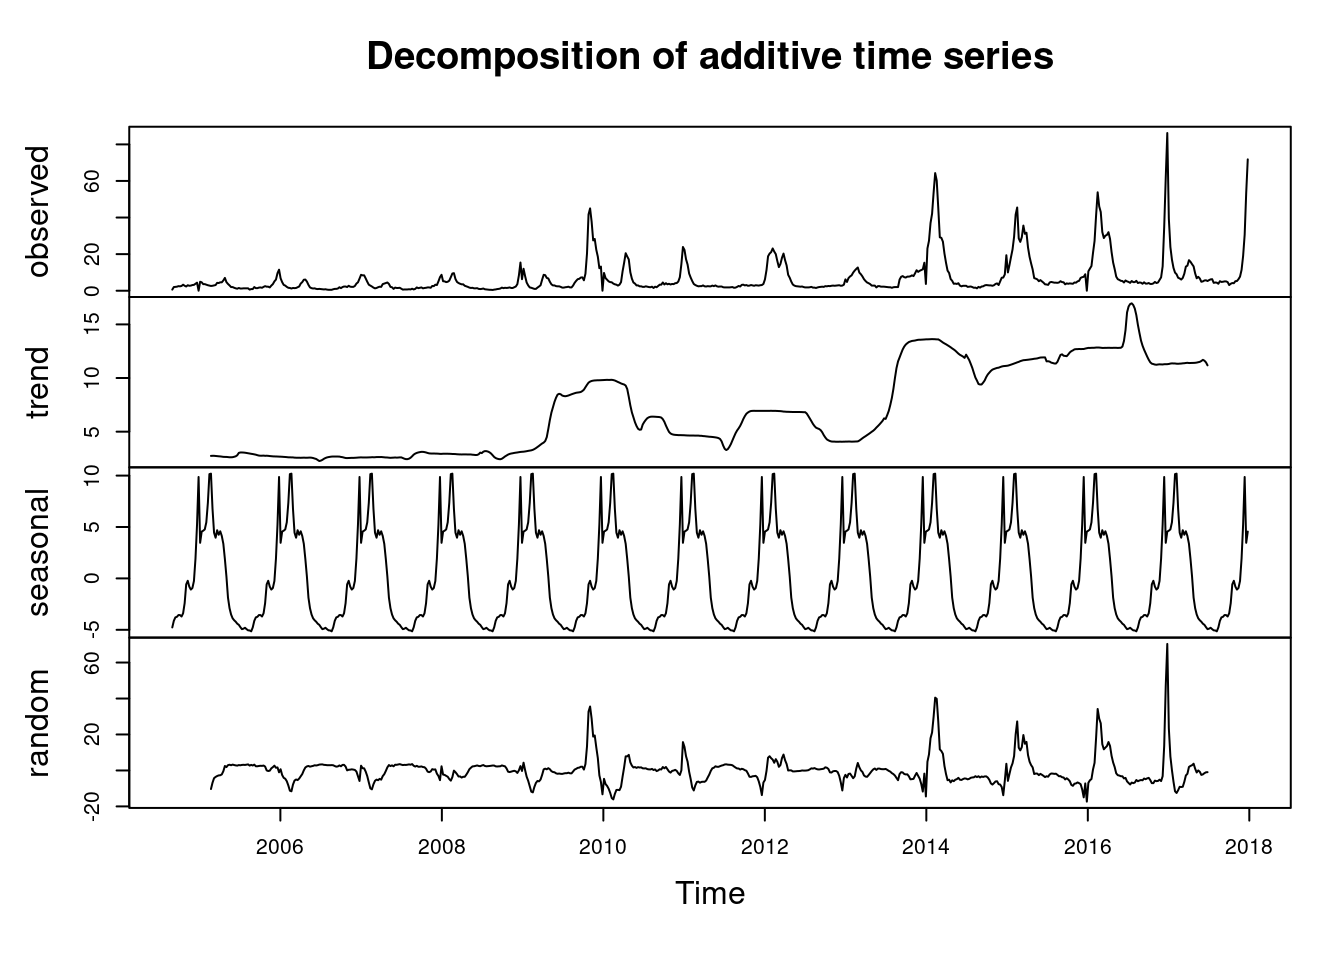 Decomposition of additive time series
observed
0 20 60
trend
5 10 15
seasonal
-5 0 5 10
random
-20 20 60
2006 2008 2010 2012 2014 2016 2018
Time